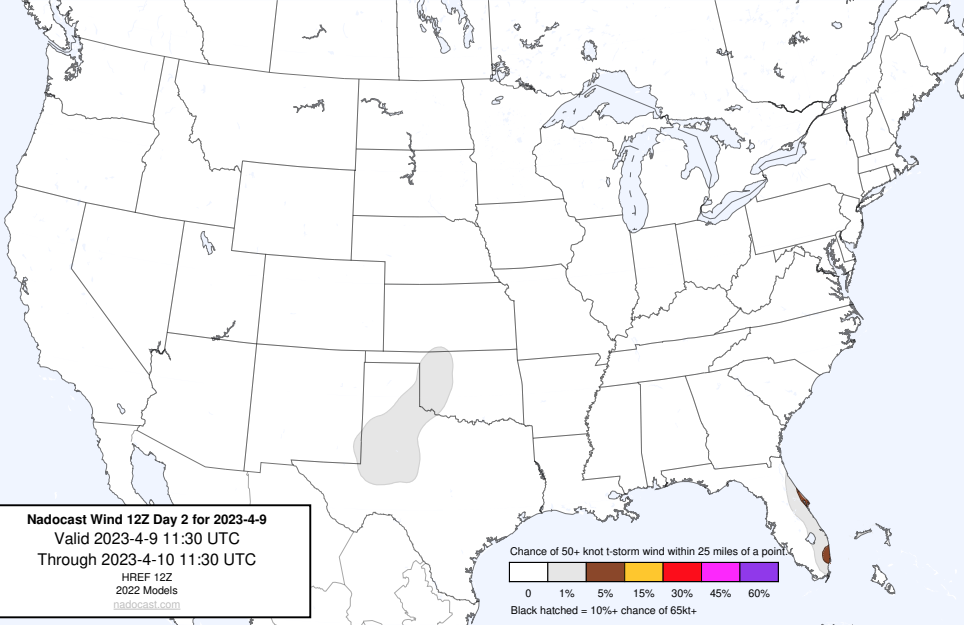 Nadocast Wind 12Z Day 2 for 2023-4-9
Valid 2023-4-9 11:30 UTC
Through 2023-4-10 11:30 UTC
HREF 12Z
2022 Models
nadocast.com
Chance of 50+ knot t-storm wind within 25 miles of a point.
0 1% 5% 15% 30% 45% 60%
Black hatched = 10%+ chance of 65kt+